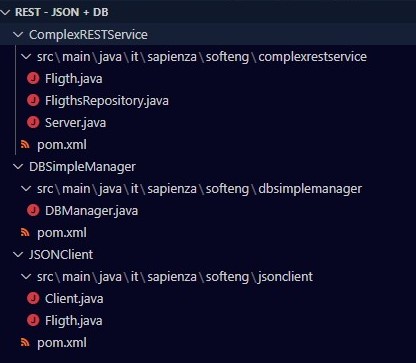 REST - JSON + DB
ComplexRESTService
src\main\java\it\sapienza\softeng\complexrestservice
J Fligth.java
J FligthsRepository.java
J Server.java
pom.xml
DBSimpleManager
src\main\java\it\sapienza\softeng\dbsimplemanager
J DBManager.java
pom.xml
JSONClient
src\main\java\it\sapienza\softeng\jsonclient
J Client.java
J Fligth.java
pom.xml